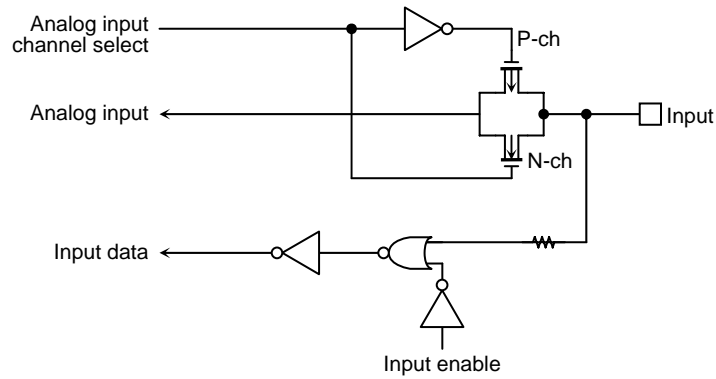 Analog input
channel select
P-ch
Analog input
Input
N-ch
Input data
Input enable